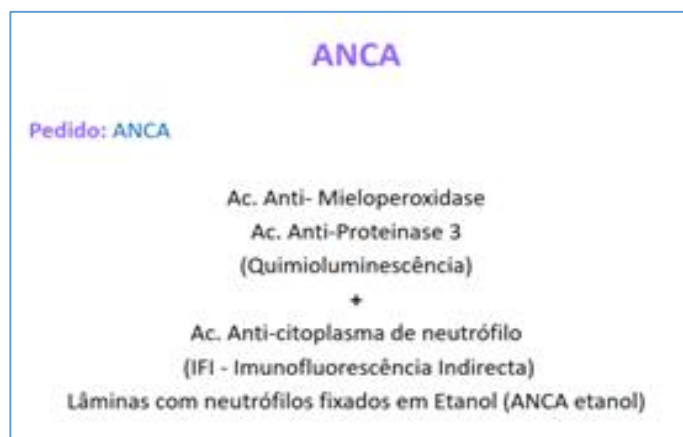 ANCA
Pedido: ANCA
Ac. Anti- Mieloperoxidase
Ac. Anti-Proteinase 3
(Quimioluminescência)
+
Ac. Anti-citoplasma de neutrófilo
(IFI - Imunofluorescência Indirecta)
Lâminas com neutrófilos fixados em Etanol (ANCA etanol)